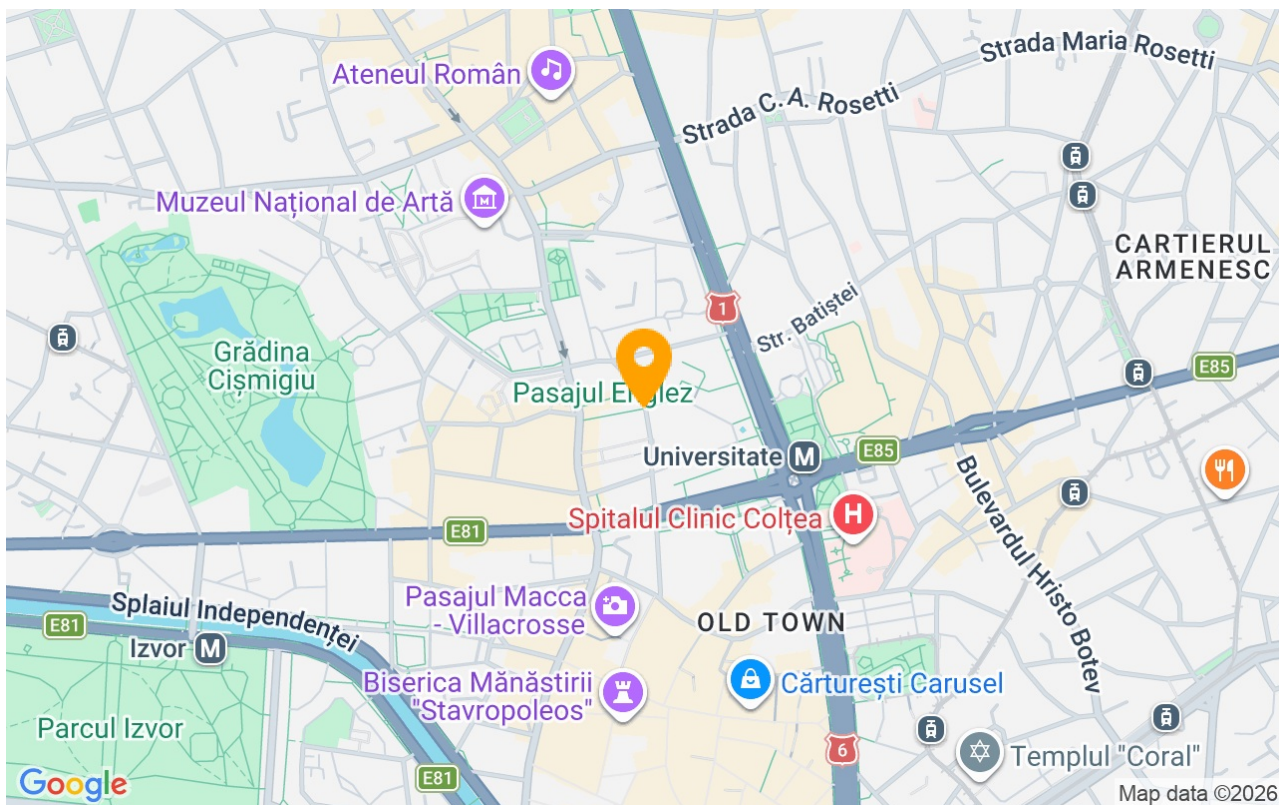 Strada Maria Rosetti
Ateneul Român
Strada C. A. Rosetti
Muzeul Național de Artă
CARTIERUL
ARMENESC
1
Str. Batiștei
Grădina
Cișmigiu
E85
Pasajul Englez
Universitate M
E85
Bulevardul Hristo Botev
Spitalul Clinic Colțea H
E81
Splaiul Independenței
Pasajul Macca
- Villacrosse
OLD TOWN
E81
Izvor M
Biserica Mănăstirii
"Stavropoleos"
Cărturești Carusel
Parcul Izvor
6
Templul "Coral"
E81
Google
Map data ©2026